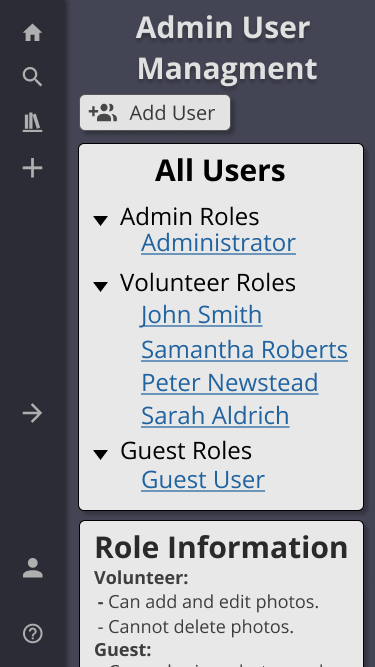 Admin User
Managment
Add User
All Users
Admin Roles
Administrator
Volunteer Roles
John Smith
Samantha Roberts
Peter Newstead
Sarah Aldrich
Guest Roles
Guest User
Role Information
Volunteer:
- Can add and edit photos.
- Cannot delete photos.
Guest: